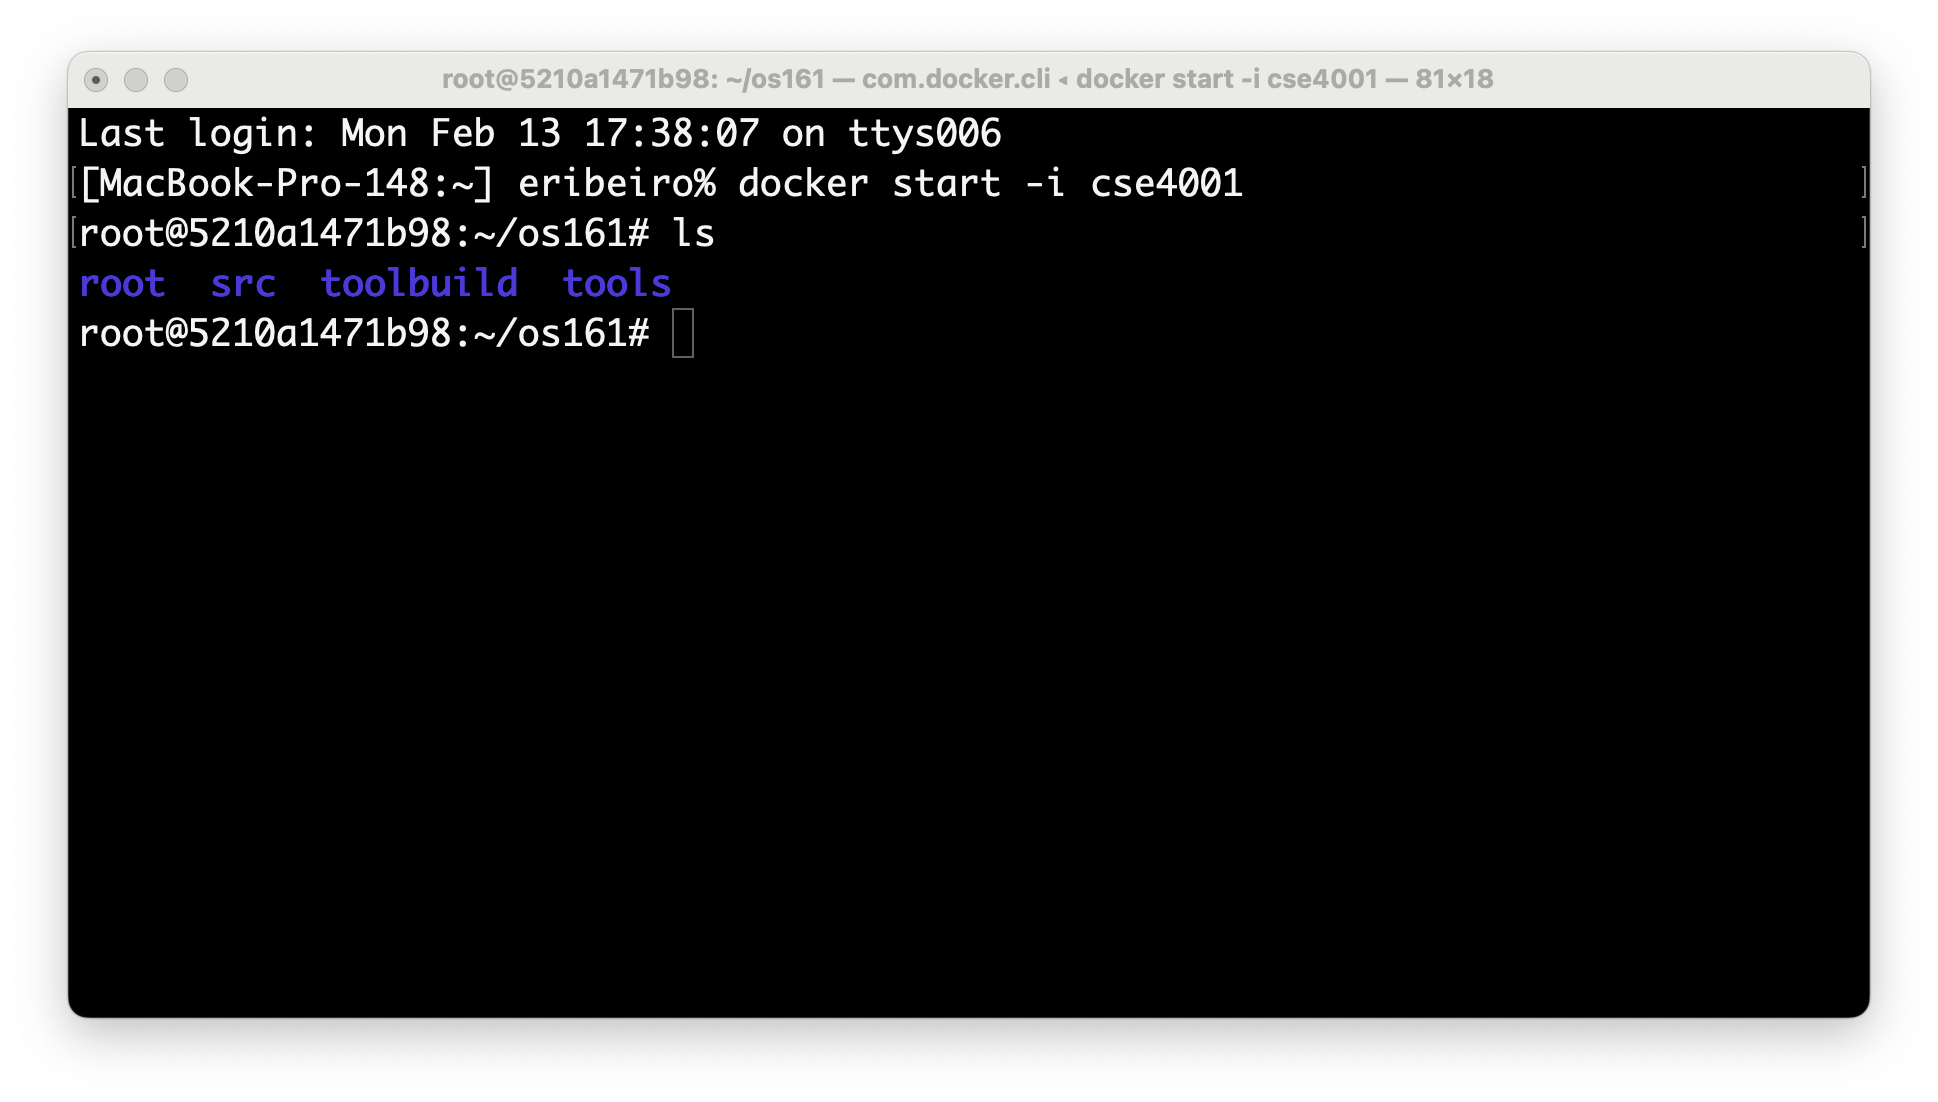 root@5210a1471b98: ~/os161 — com.docker.cli ◂ docker start -i cse4001 — 81×18
Last login: Mon Feb 13 17:38:07 on ttys006
[MacBook-Pro-148:~] eribeiro% docker start -i cse4001
root@5210a1471b98:~/os161# ls
root  src  toolbuild  tools
root@5210a1471b98:~/os161#